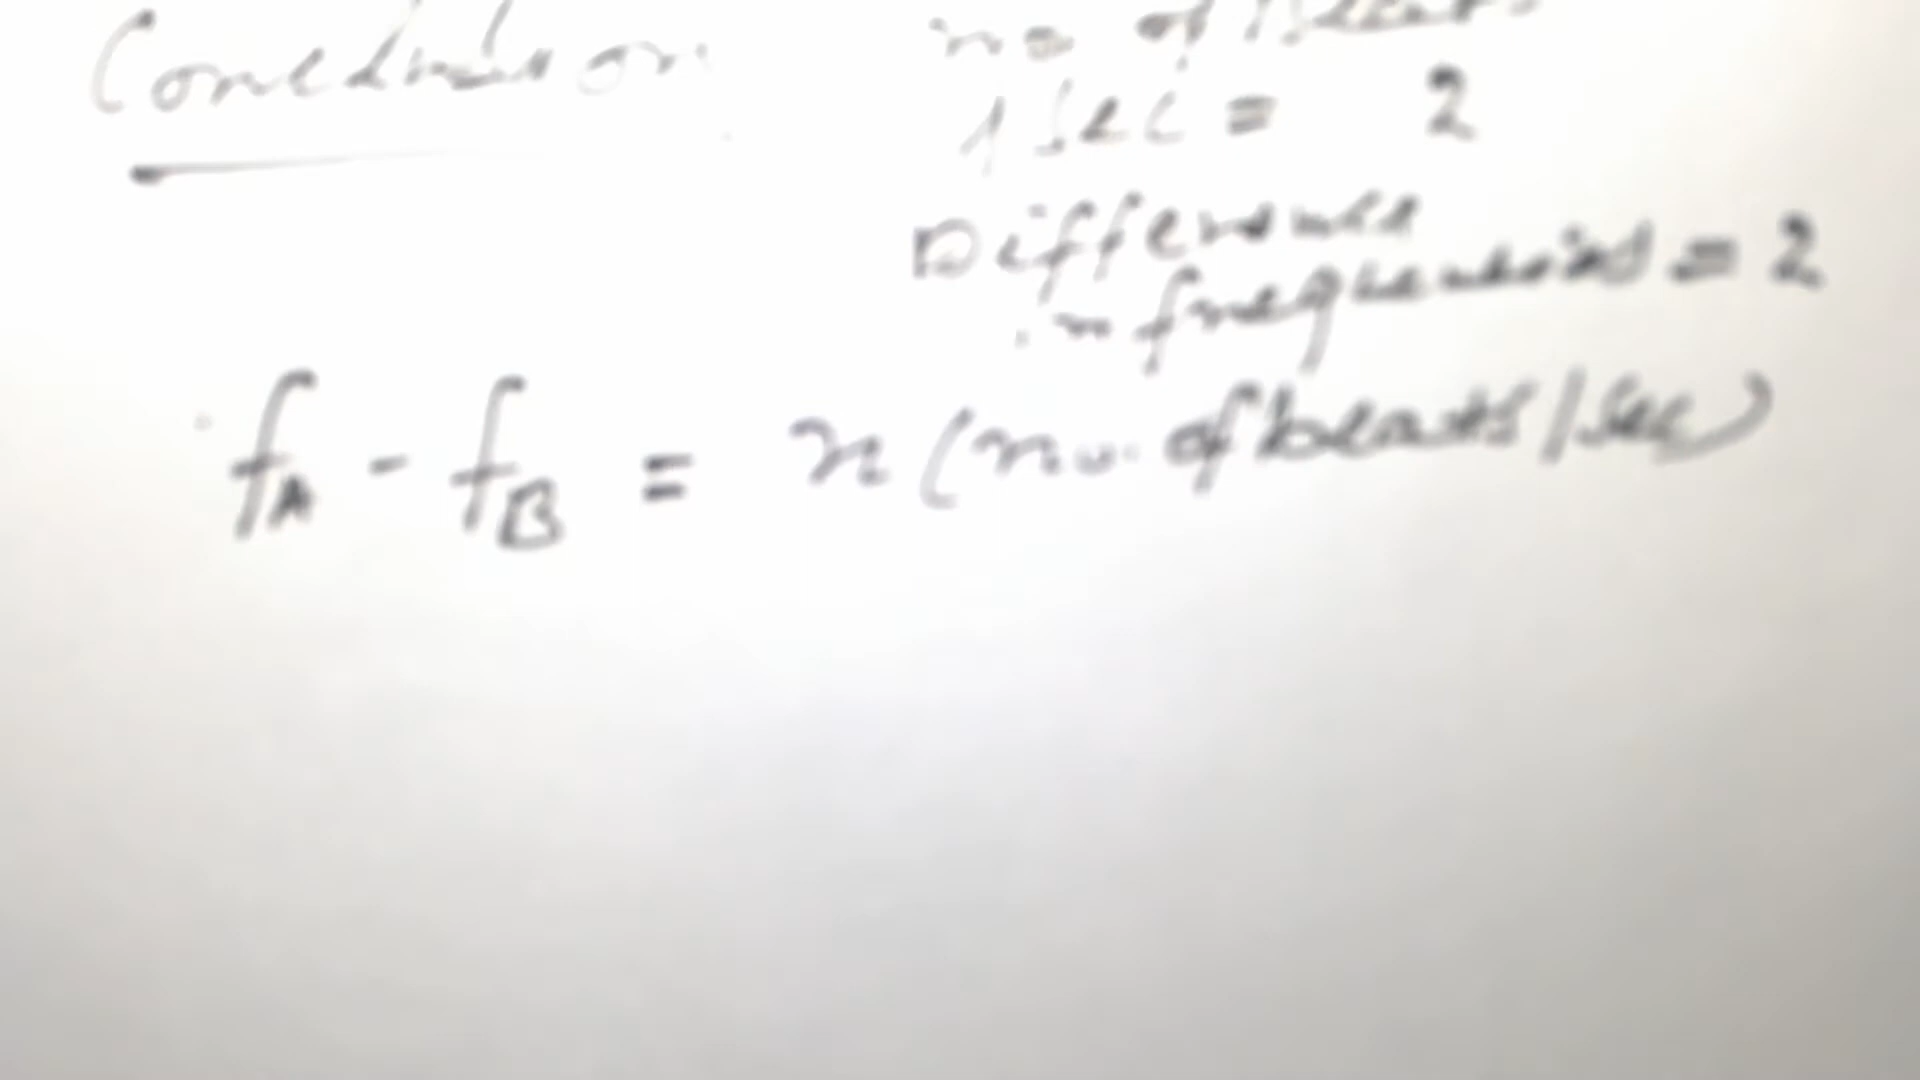 Conclusion
no of beats
1 sec = 2
Difference
in frequencies = 2
fA - fB = n (no. of beats / sec)